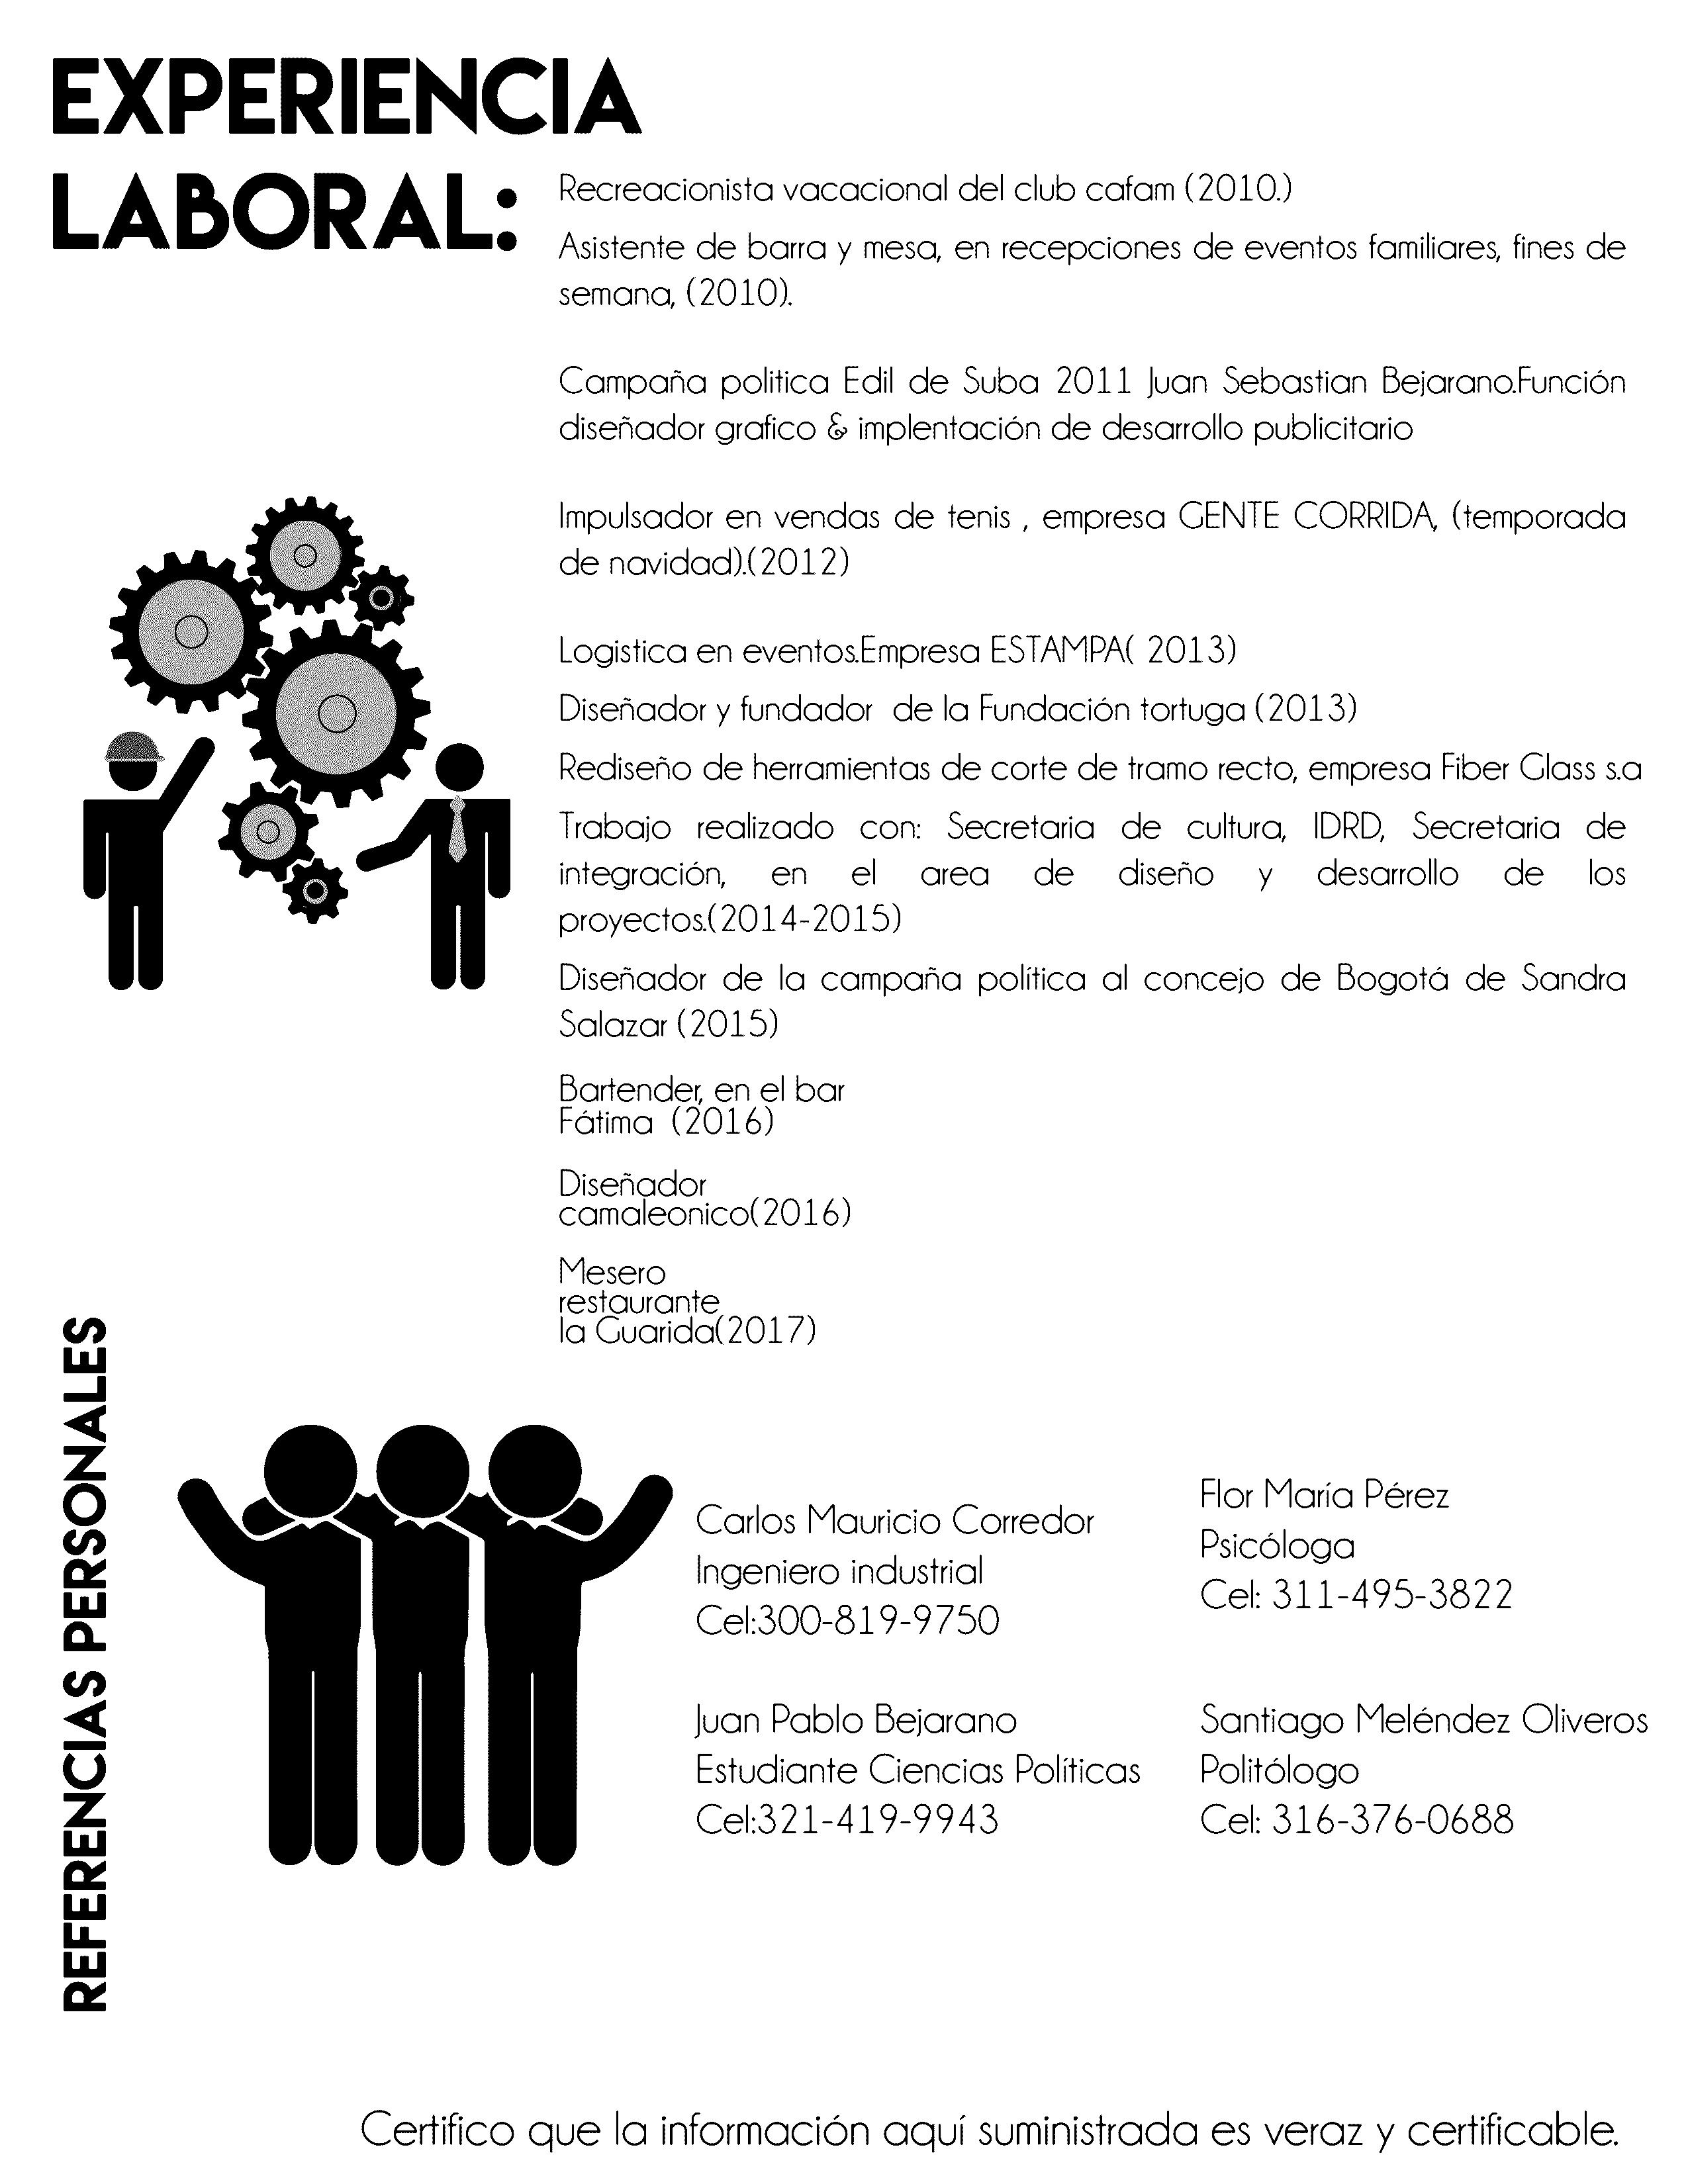 EXPERIENCIA
LABORAL:
Recreacionista vacacional del club cafam (2010.)
Asistente de barra y mesa, en recepciones de eventos familiares, fines de
semana, (2010).
Campaña politica Edil de Suba 2011 Juan Sebastian Bejarano.Función
diseñador grafico & implentación de desarrollo publicitario
Impulsador en vendas de tenis , empresa GENTE CORRIDA, (temporada
de navidad).(2012)
Logistica en eventos.Empresa ESTAMPA( 2013)
Diseñador y fundador de la Fundación tortuga (2013)
Rediseño de herramientas de corte de tramo recto, empresa Fiber Glass s.a
Trabajo realizado con: Secretaria de cultura, IDRD, Secretaria de
integración, en el area de diseño y desarrollo de los
proyectos.(2014-2015)
Diseñador de la campaña política al concejo de Bogotá de Sandra
Salazar (2015)
Bartender, en el bar
Fátima (2016)
Diseñador
camaleonico(2016)
Mesero
restaurante
la Guarida(2017)
REFERENCIAS PERSONALES
Carlos Mauricio Corredor
Ingeniero industrial
Cel:300-819-9750
Flor María Pérez
Psicóloga
Cel: 311-495-3822
Juan Pablo Bejarano
Estudiante Ciencias Políticas
Cel:321-419-9943
Santiago Meléndez Oliveros
Politólogo
Cel: 316-376-0688
Certifico que la información aquí suministrada es veraz y certificable.